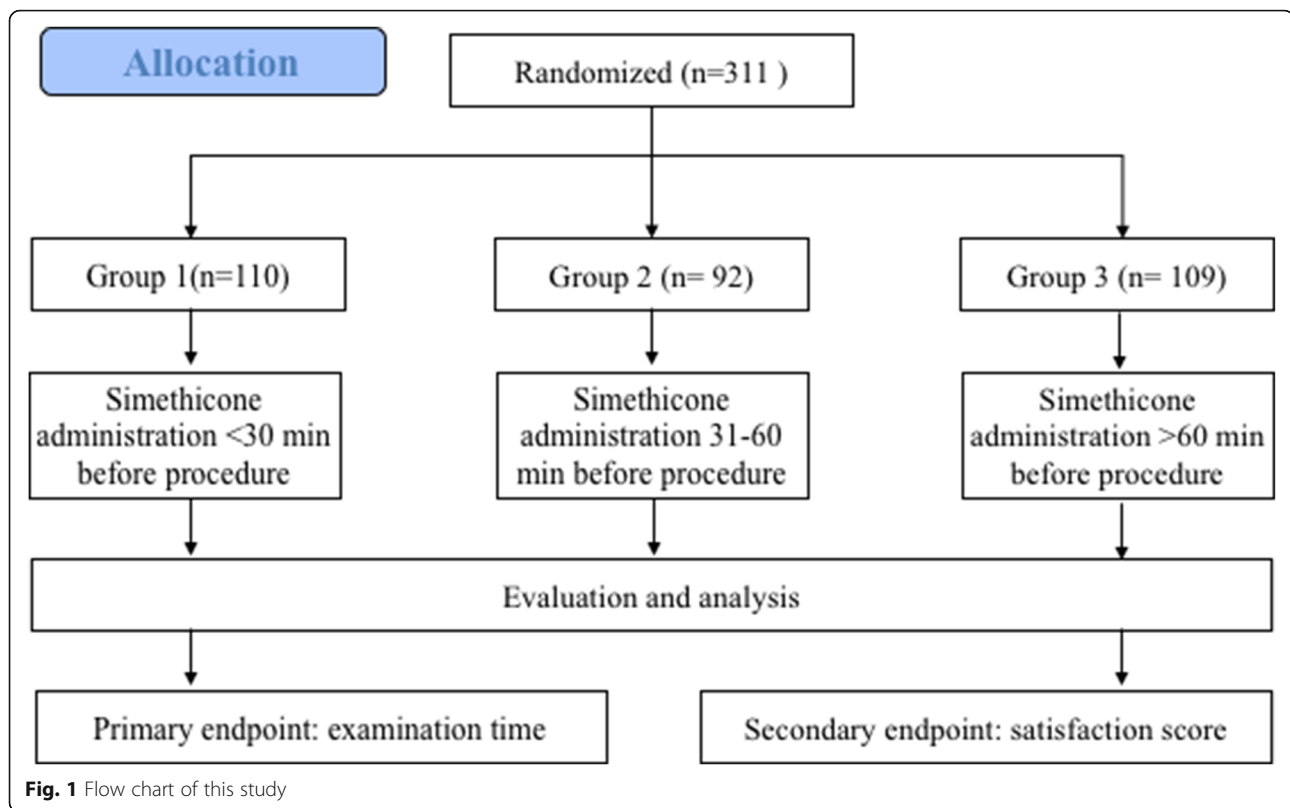 Allocation
Randomized (n=311 )
Group 1(n=110)
Group 2 (n= 92)
Group 3 (n= 109)
Simethicone
administration <30 min
before procedure
Simethicone
administration 31-60
min before procedure
Simethicone
administration >60 min
before procedure
Evaluation and analysis
Primary endpoint: examination time
Secondary endpoint: satisfaction score
Fig. 1 Flow chart of this study